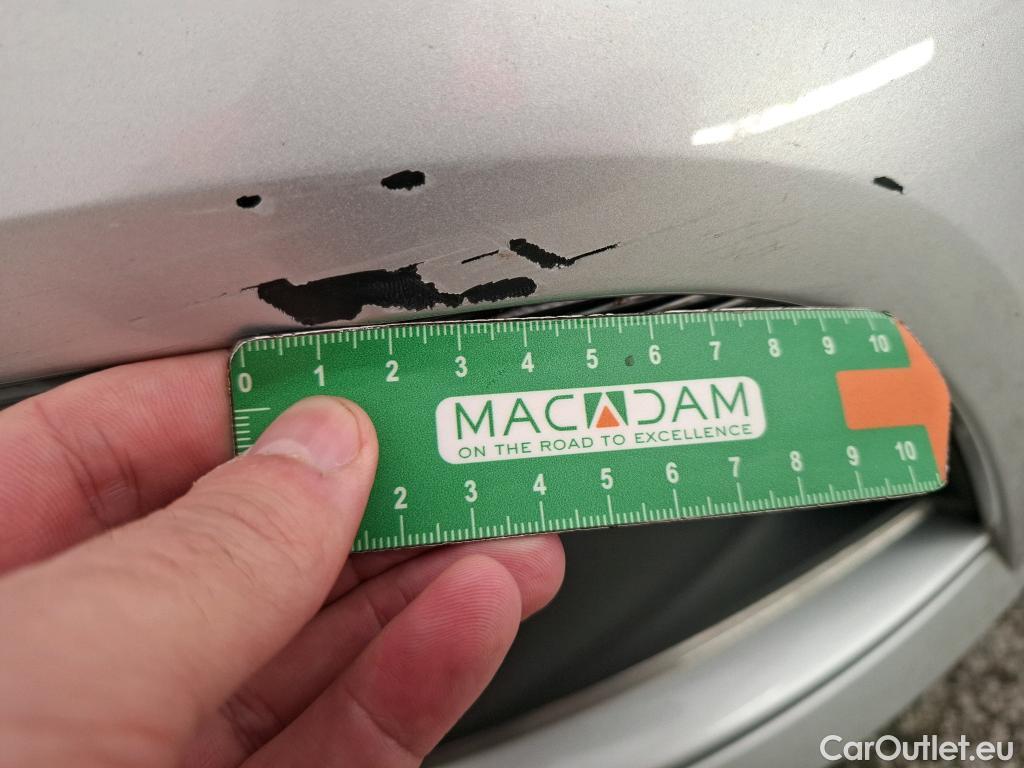 0 1 2 3 4 5 6 7 8 9 10
MACADAM
ON THE ROAD TO EXCELLENCE
2 3 4 5 6 7 8 9 10
CarOutlet.eu